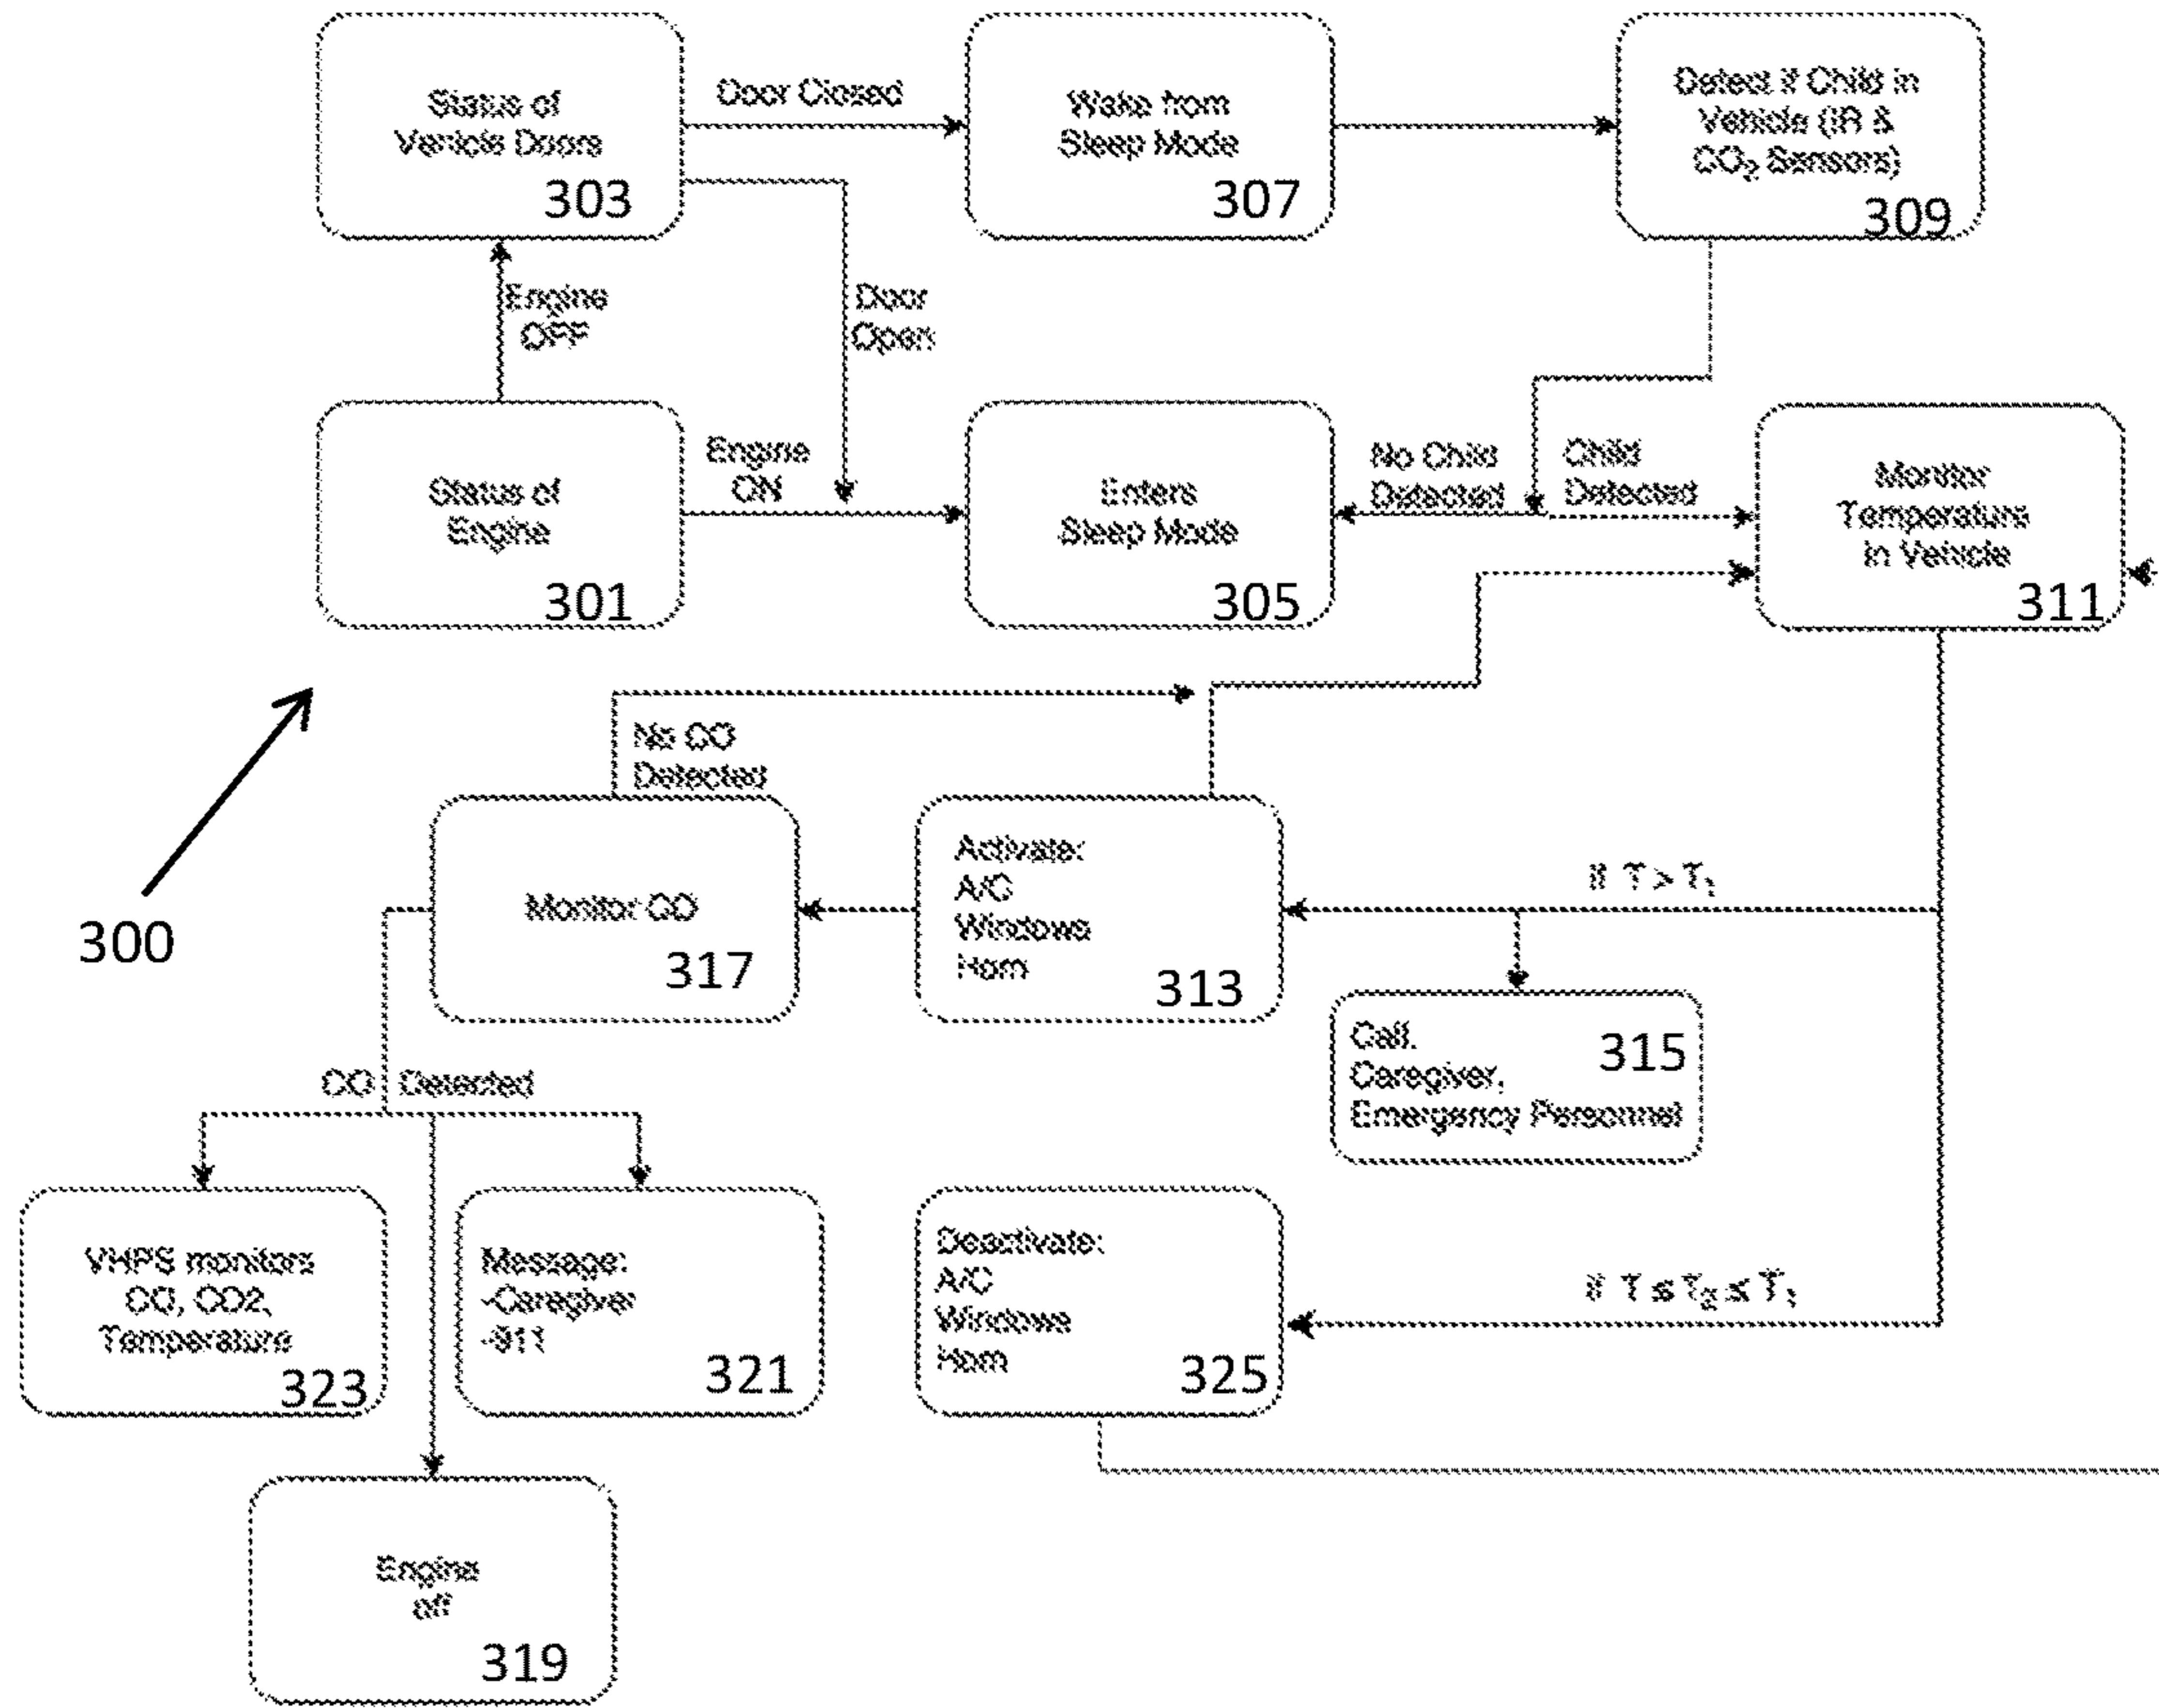 Status of
Vehicle Doors
303
Door Closed
Wake from
Sleep Mode
307
Detect if Child in
Vehicle (IR &
CO₂ Sensors)
309
Engine
OFF
Door
Open
Status of
Engine
301
Engine
ON
Enters
Sleep Mode
305
No Child
Detected
Child
Detected
Monitor
Temperature
in Vehicle
311
300
No CO
Detected
Monitor CO
317
Activate:
A/C
Windows
Horn
313
if T > T₁
Call.
Caregiver,
Emergency Personnel
315
CO Detected
VHPS monitors
CO, CO2,
Temperature
323
Message:
-Caregiver
-911
321
Deactivate:
A/C
Windows
Horn
325
if T ≤ T₂ ≤ T₁
Engine
off
319